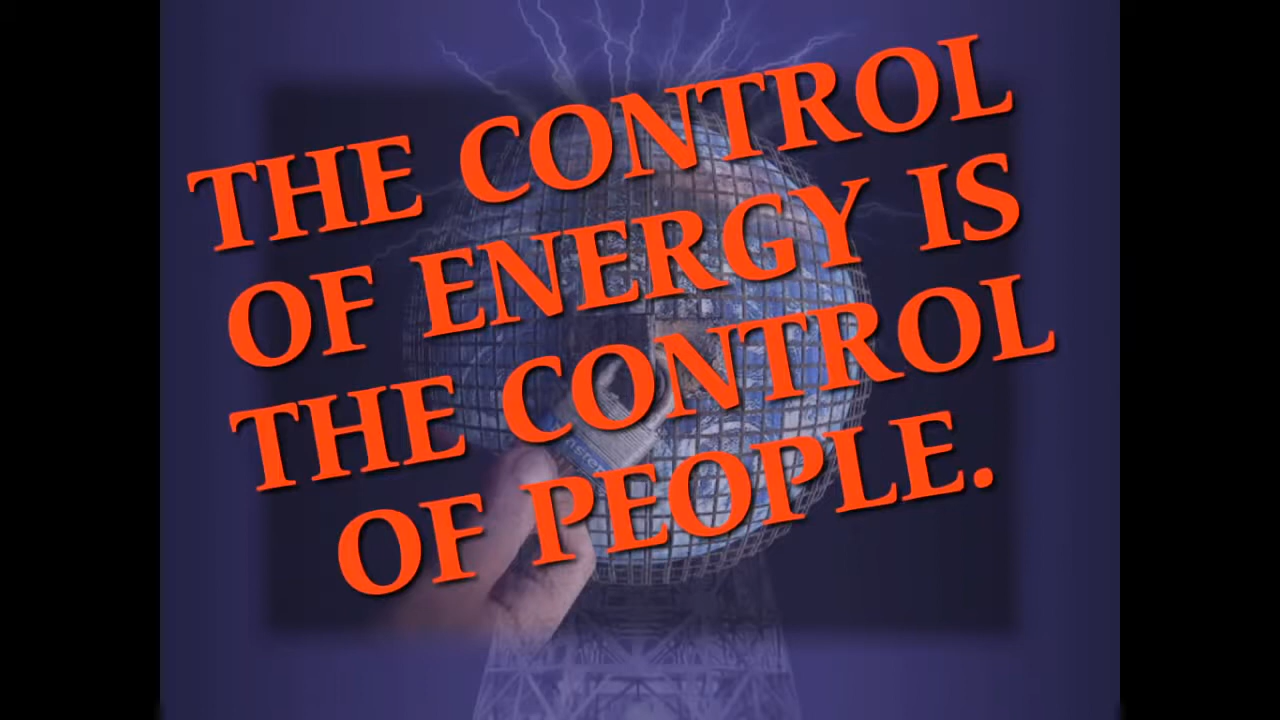 THE CONTROL
OF ENERGY IS
THE CONTROL
OF PEOPLE.